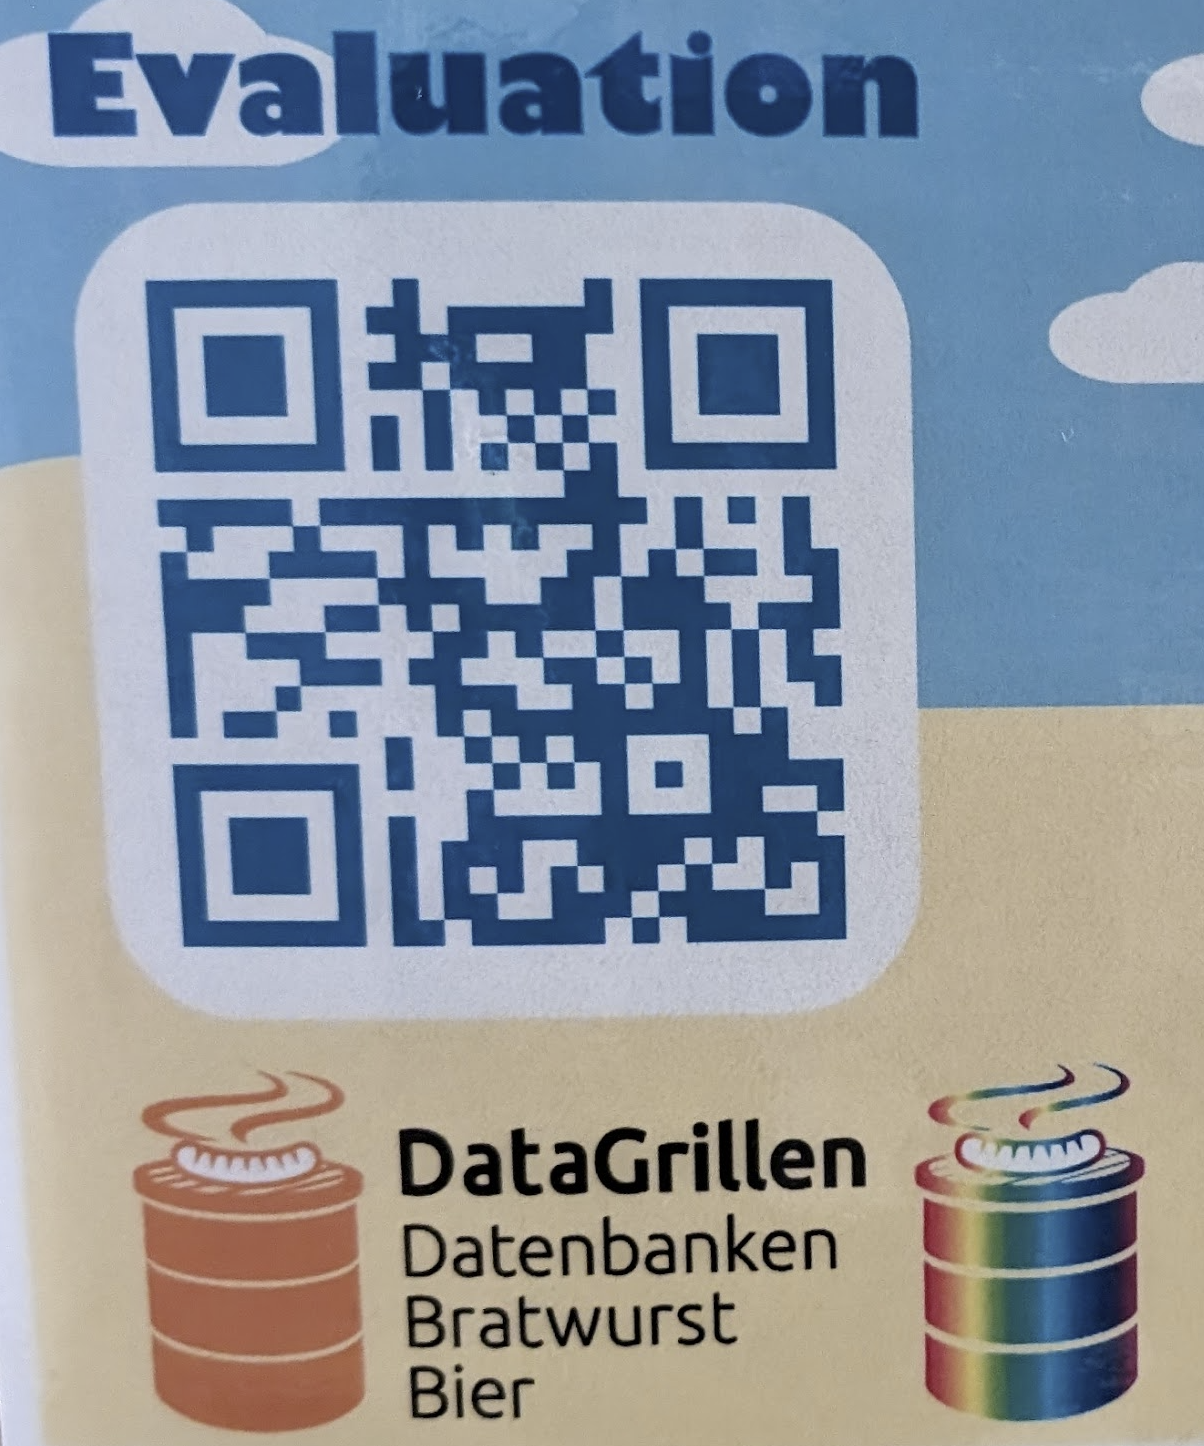 Evaluation
DataGrillen
Datenbanken
Bratwurst
Bier